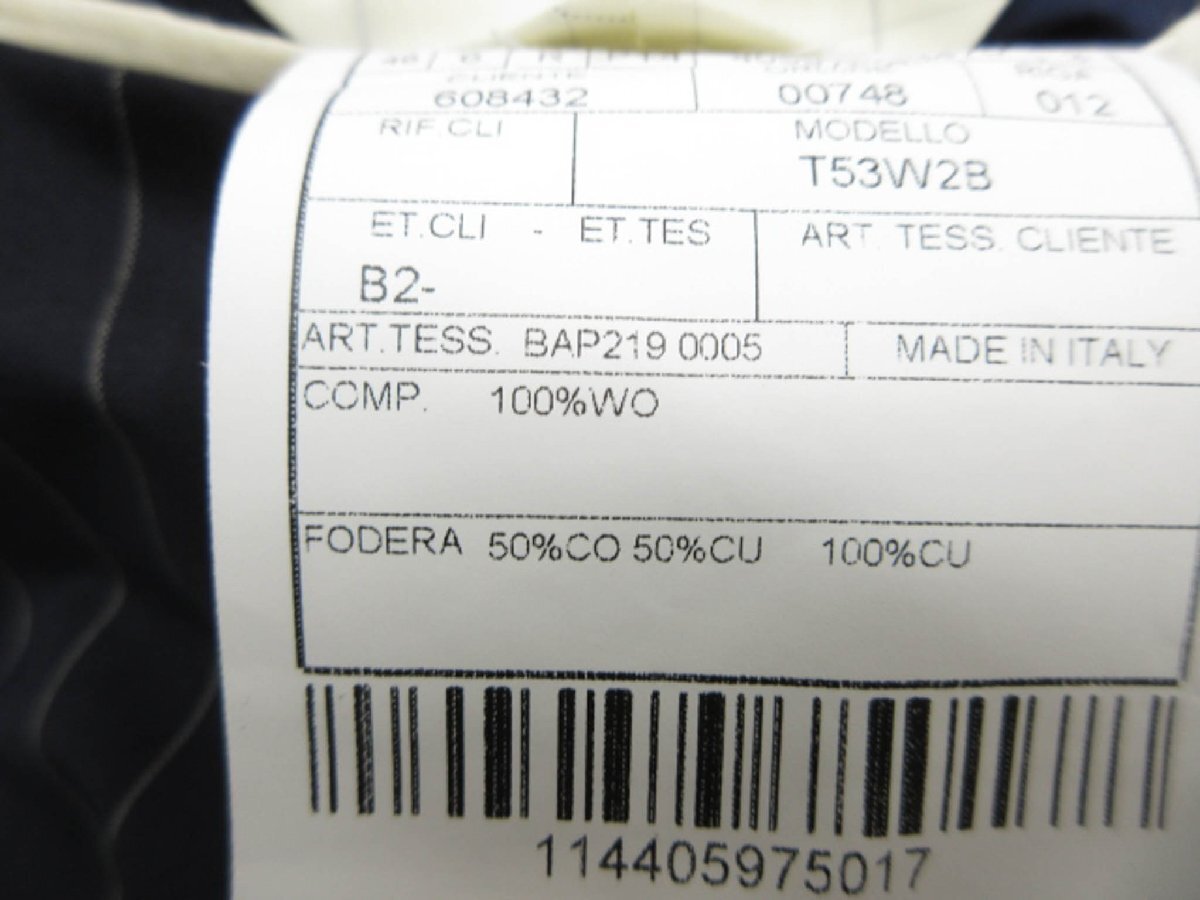 CLIENTE
608432 00748 012
RIF.CLI MODELLO
T53W2B
ET.CLI - ET.TES ART. TESS. CLIENTE
B2-
ART.TESS. BAP219 0005 MADE IN ITALY
COMP. 100%WO
FODERA 50%CO 50%CU 100%CU
114405975017